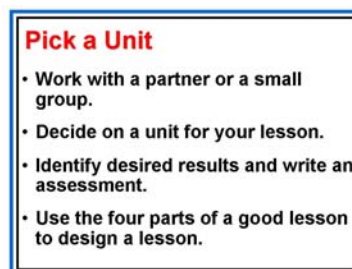 Pick a Unit
• Work with a partner or a small
group.
• Decide on a unit for your lesson.
• Identify desired results and write an
assessment.
• Use the four parts of a good lesson
to design a lesson.